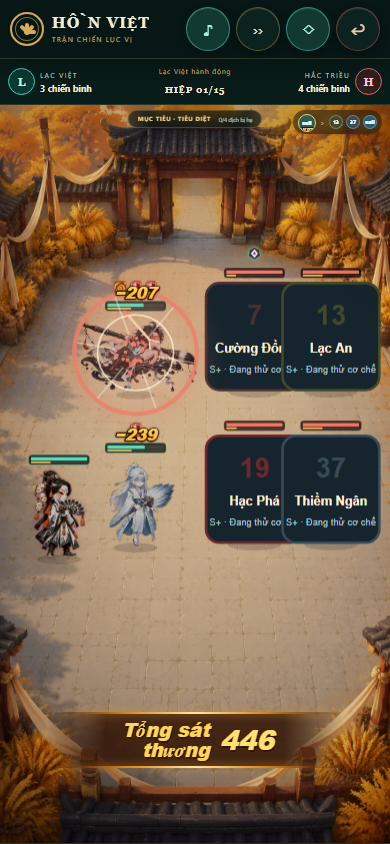 HỒN VIỆT
TRẬN CHIẾN LỤC VỊ
L
LẠC VIỆT
3 chiến binh
Lạc Việt hành động
HIỆP 01/15
HẮC TRIỀU
4 chiến binh
H
MỤC TIÊU · TIÊU DIỆT 0/4 địch bị hạ
13
37
-207
7
Cường Đồ
S+ · Đang thử cơ
13
Lạc An
S+ · Đang thử cơ chế
-239
19
Hạc Phá
S+ · Đang thử cơ
37
Thiềm Ngân
S+ · Đang thử cơ chế
Tổng sát
thương
446